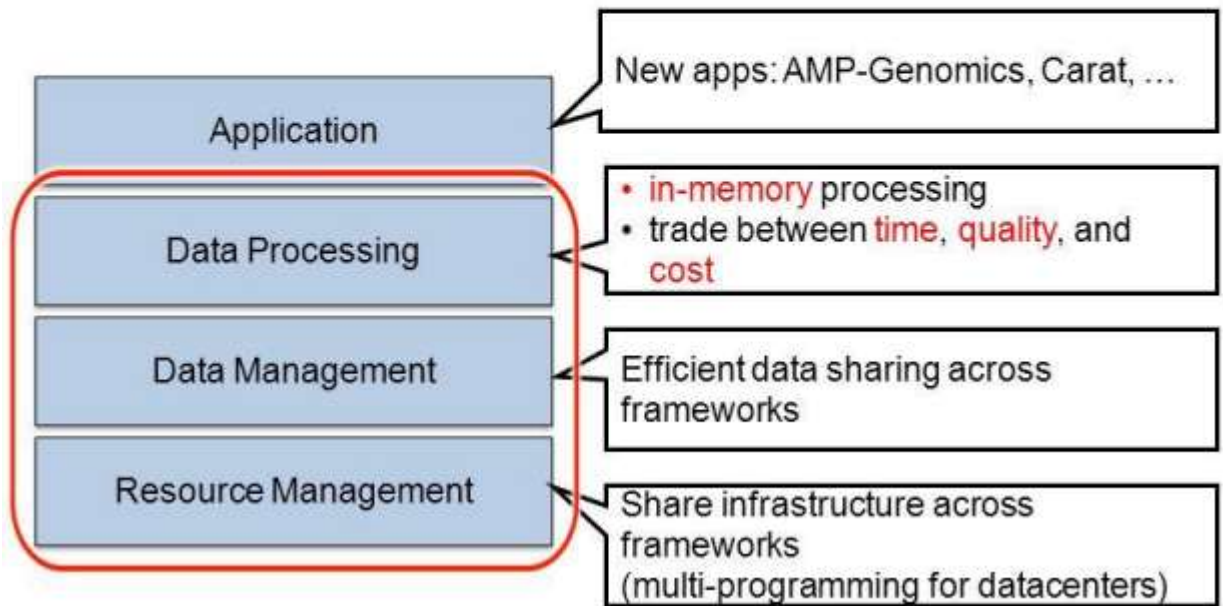 Application
New apps: AMP-Genomics, Carat, …
Data Processing
• in-memory processing
• trade between time, quality, and
cost
Data Management
Efficient data sharing across
frameworks
Resource Management
Share infrastructure across
frameworks
(multi-programming for datacenters)